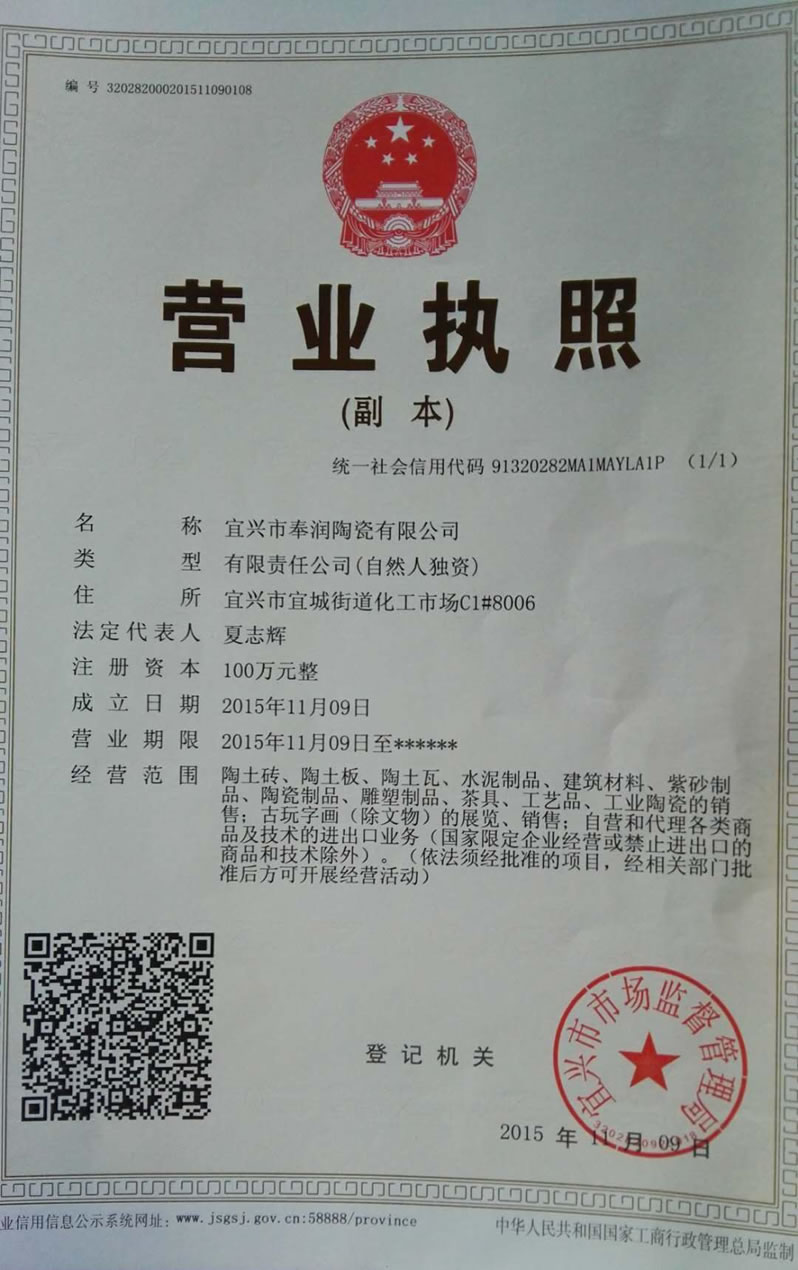 编 号 320282000201511090108
营业执照
(副 本)
统一社会信用代码 91320282MA1MAYLA1P （1/1）
名称 宜兴市奉润陶瓷有限公司
类型 有限责任公司(自然人独资)
住所 宜兴市宜城街道化工市场C1#8006
法定代表人 夏志辉
注册资本 100万元整
成立日期 2015年11月09日
营业期限 2015年11月09日至******
经营范围 陶土砖、陶土板、陶土瓦、水泥制品、建筑材料、紫砂制
品、陶瓷制品、雕塑制品、茶具、工艺品、工业陶瓷的销
售；古玩字画（除文物）的展览、销售；自营和代理各类商
品及技术的进出口业务（国家限定企业经营或禁止进出口的
商品和技术除外）。（依法须经批准的项目，经相关部门批
准后方可开展经营活动）
登记机关
宜兴市市场监督管理局
2015 年 11 月 09 日
业信用信息公示系统网址：www.jsgsj.gov.cn:58888/province
中华人民共和国国家工商行政管理总局监制